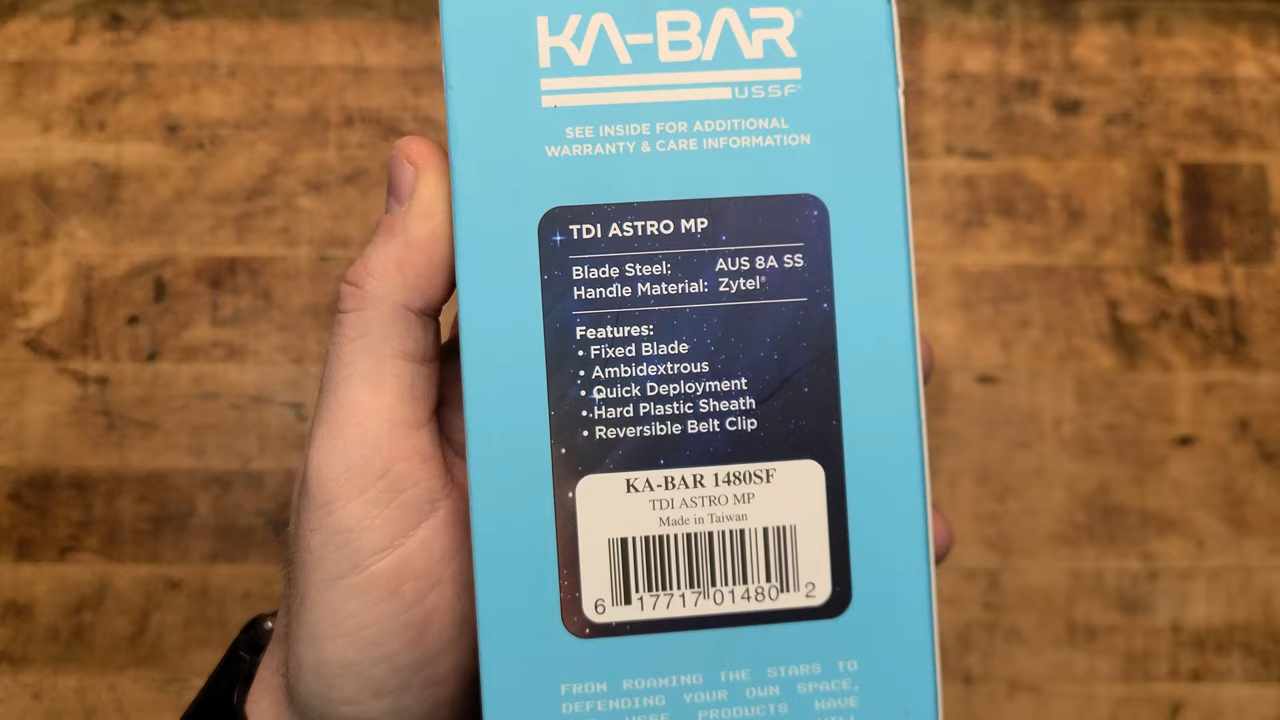 KA-BAR®
USSF®
SEE INSIDE FOR ADDITIONAL
WARRANTY & CARE INFORMATION
TDI ASTRO MP
Blade Steel: AUS 8A SS
Handle Material: Zytel®
Features:
• Fixed Blade
• Ambidextrous
• Quick Deployment
• Hard Plastic Sheath
• Reversible Belt Clip
KA-BAR 1480SF
TDI ASTRO MP
Made in Taiwan
6 17717 01480 2
FROM ROAMING THE STARS TO
DEFENDING YOUR OWN SPACE,
USSF PRODUCTS HAVE